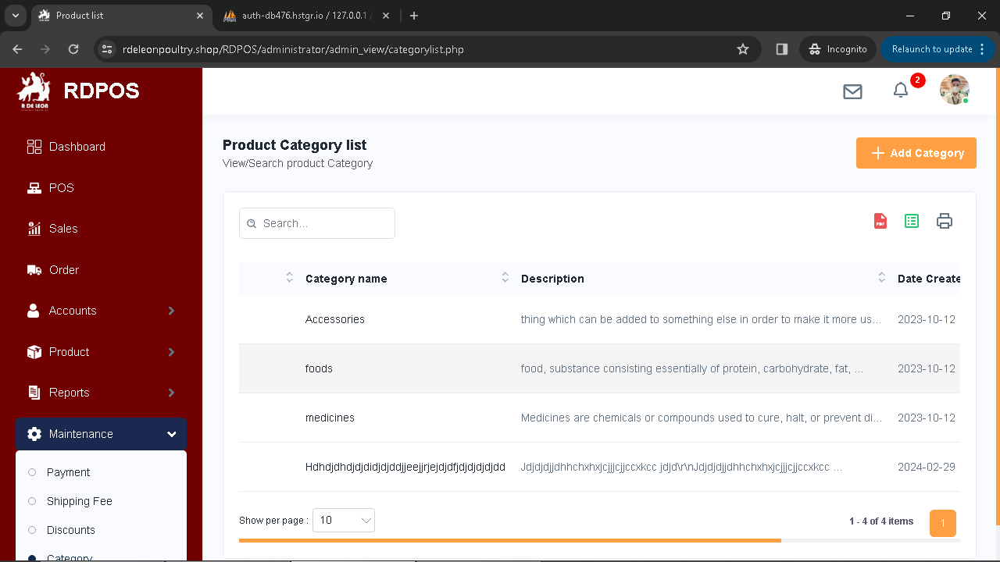 Product list
auth-db476.hstgr.io / 127.0.0.1 /
rdeleonpoultry.shop/RDPOS/administrator/admin_view/categorylist.php
Incognito
Relaunch to update
R DE LEON
RDPOS
2
Dashboard
POS
Sales
Order
Accounts
Product
Reports
Maintenance
Payment
Shipping Fee
Discounts
Category
Product Category list
View/Search product Category
Add Category
Search...
PDF
Category name Description Date Create
Accessories thing which can be added to something else in order to make it more us... 2023-10-12
foods food, substance consisting essentially of protein, carbohydrate, fat, ... 2023-10-12
medicines Medicines are chemicals or compounds used to cure, halt, or prevent di... 2023-10-12
Hdhdjdhdjdjdidjdjddjjeejjrjejdjdfjdjdjdjdjdd Jdjdjdjjdhhchxhxjcjjjcjjccxkcc jdjd\r\nJdjdjdjjdhhchxhxjcjjjcjjccxkcc ... 2024-02-29
Show per page : 10
1 - 4 of 4 items 1